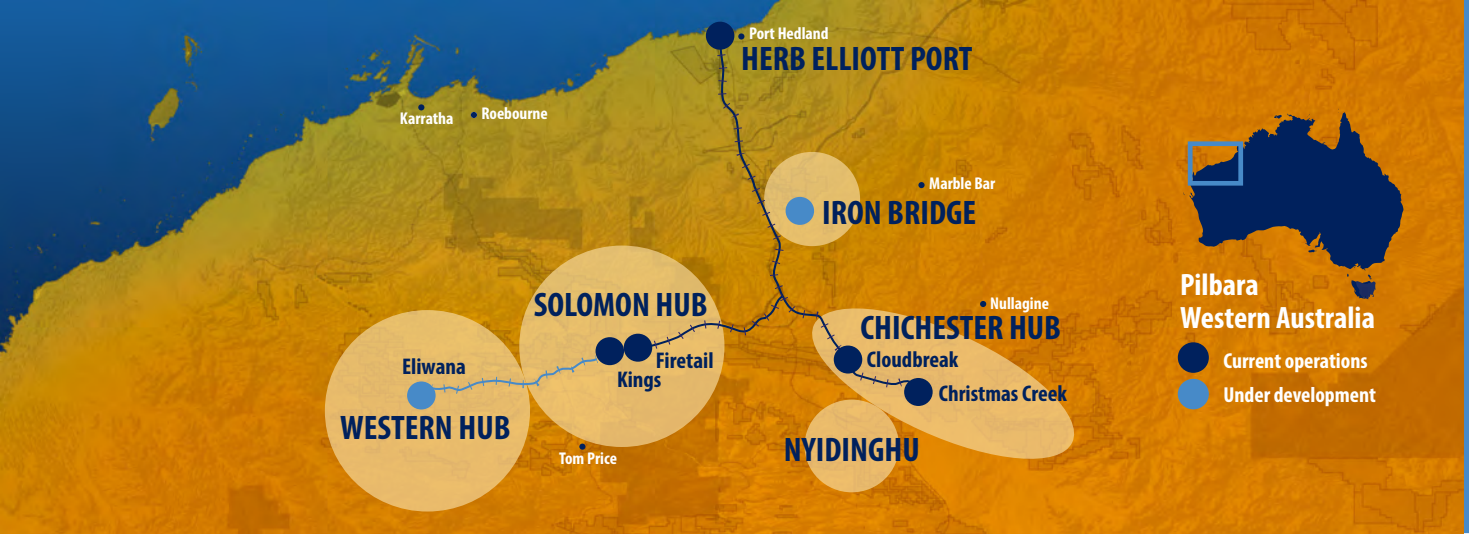 Port Hedland
HERB ELLIOTT PORT
Karratha
Roebourne
Marble Bar
IRON BRIDGE
Pilbara
Western Australia
Current operations
Under development
SOLOMON HUB
Firetail
Kings
Nullagine
CHICHESTER HUB
Cloudbreak
Christmas Creek
Eliwana
WESTERN HUB
Tom Price
NYIDINGHU